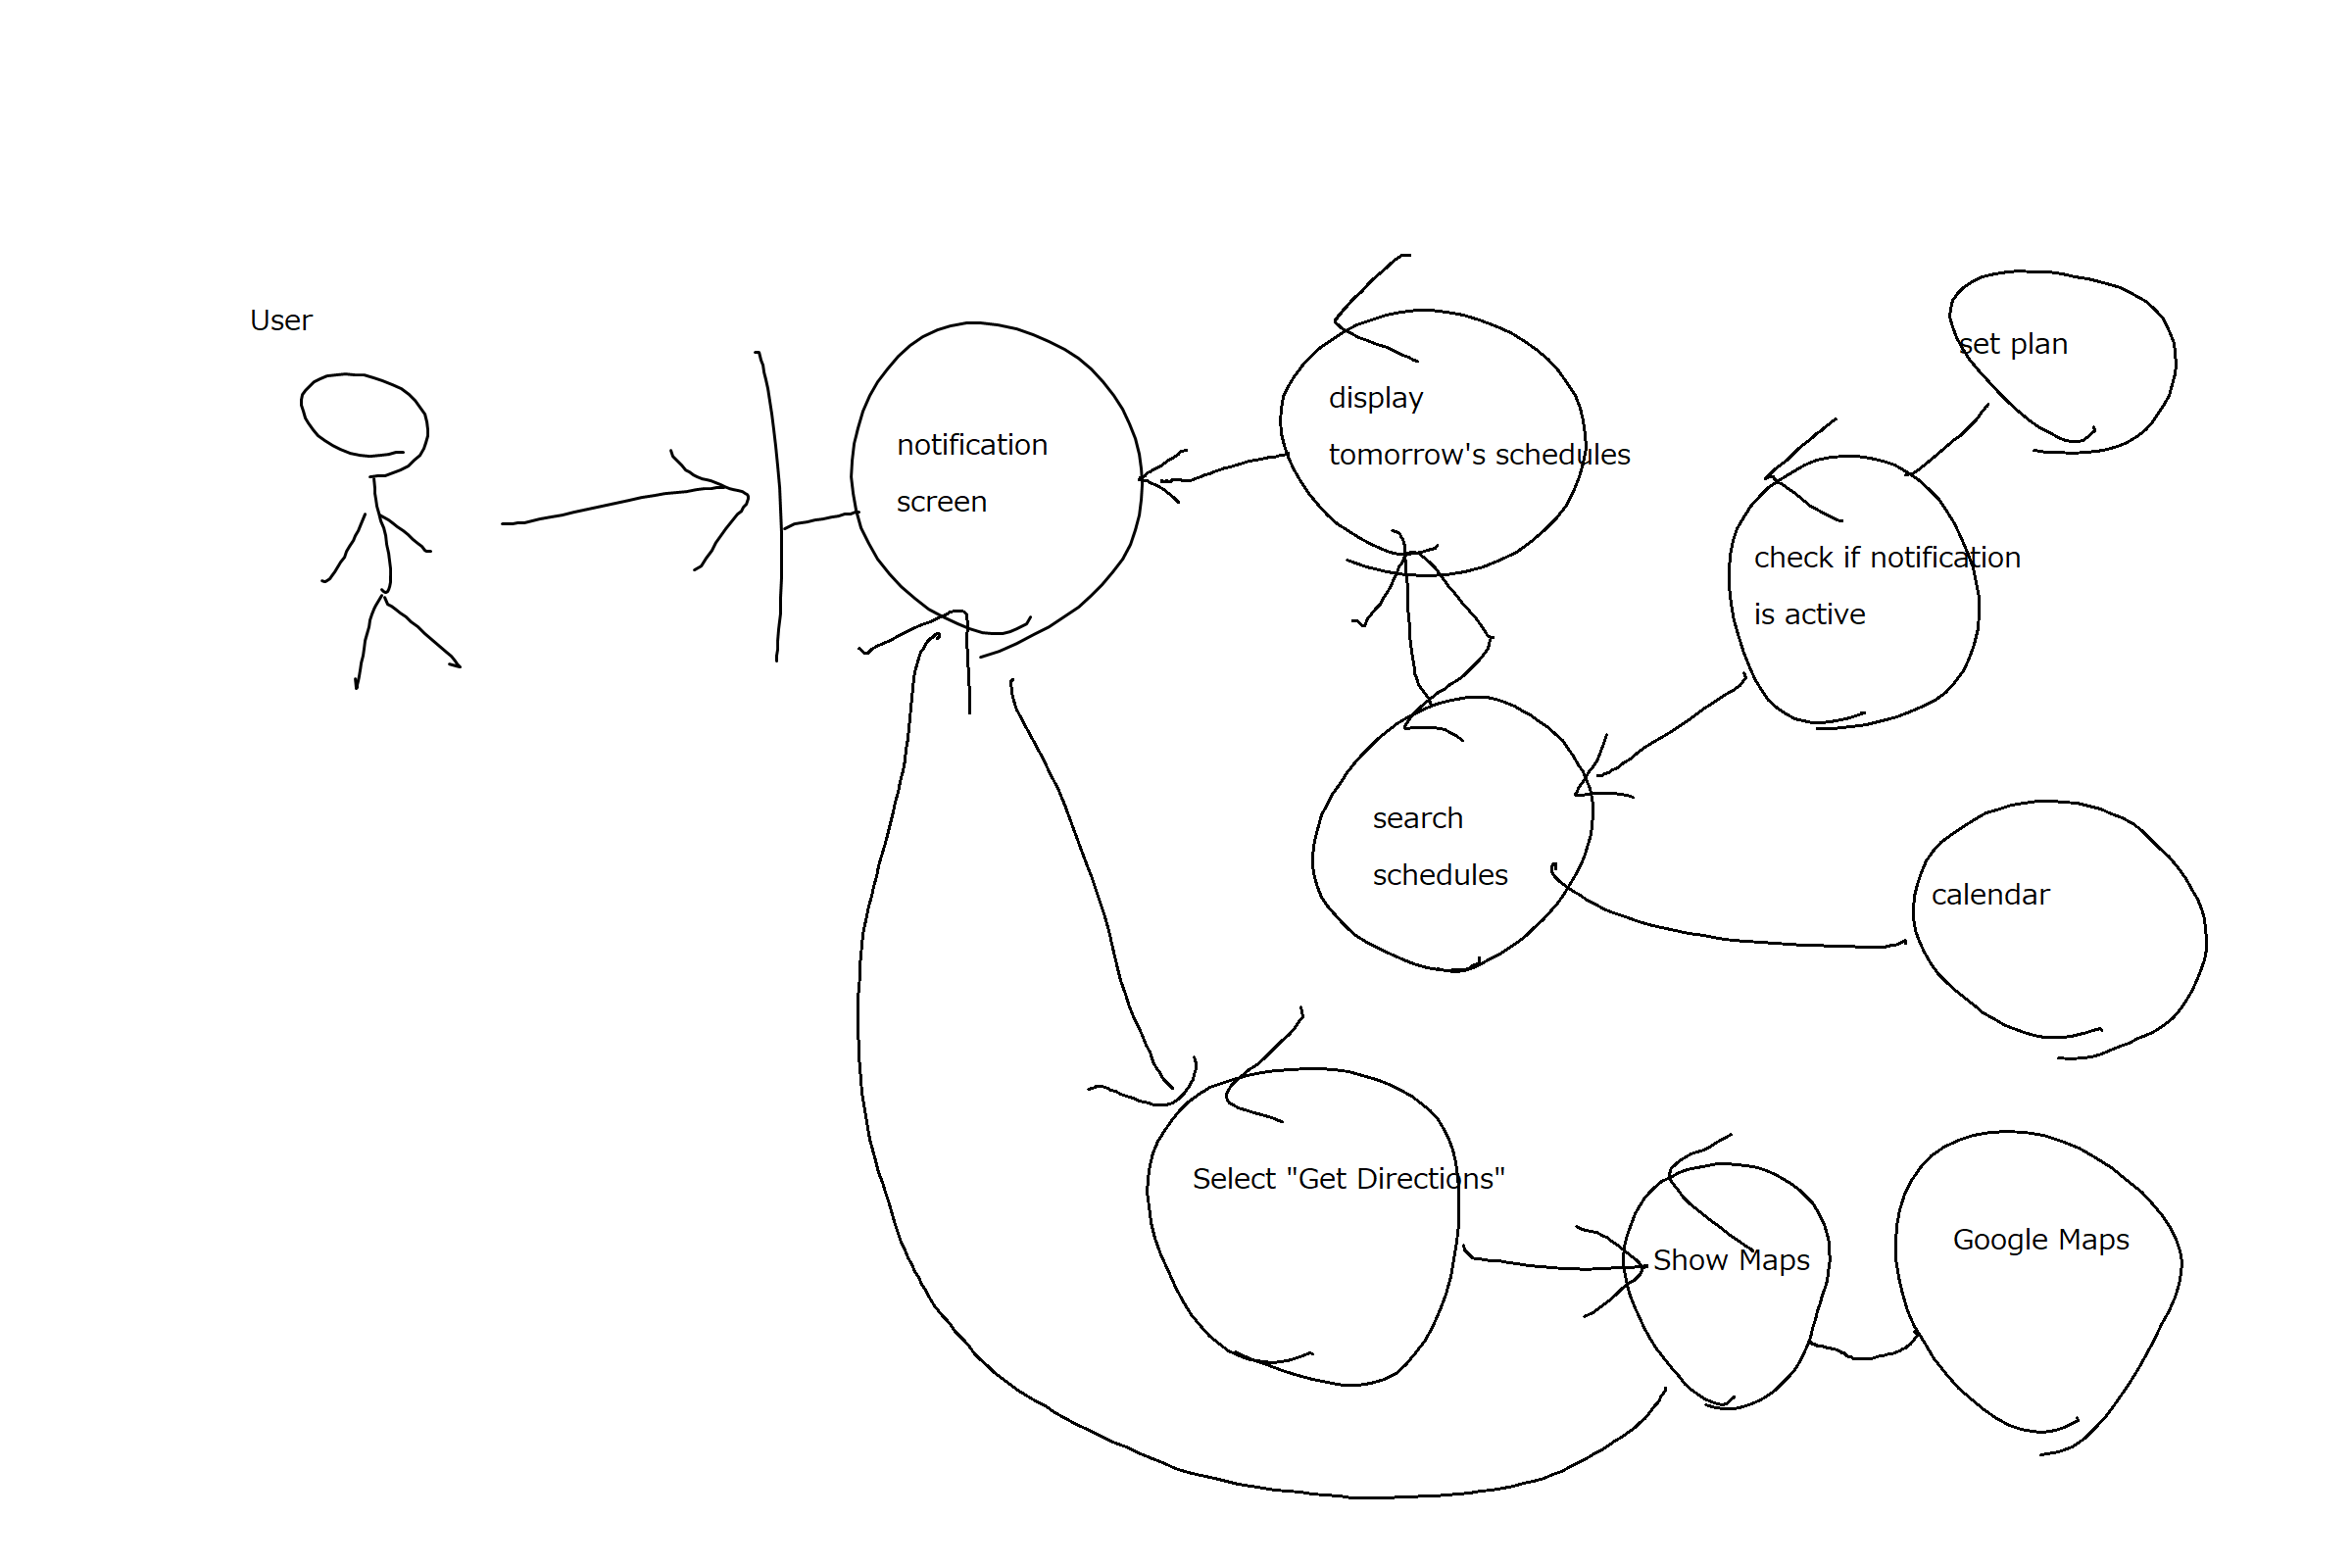 User
notification
screen
display
tomorrow's schedules
set plan
check if notification
is active
search
schedules
calendar
Select "Get Directions"
Show Maps
Google Maps